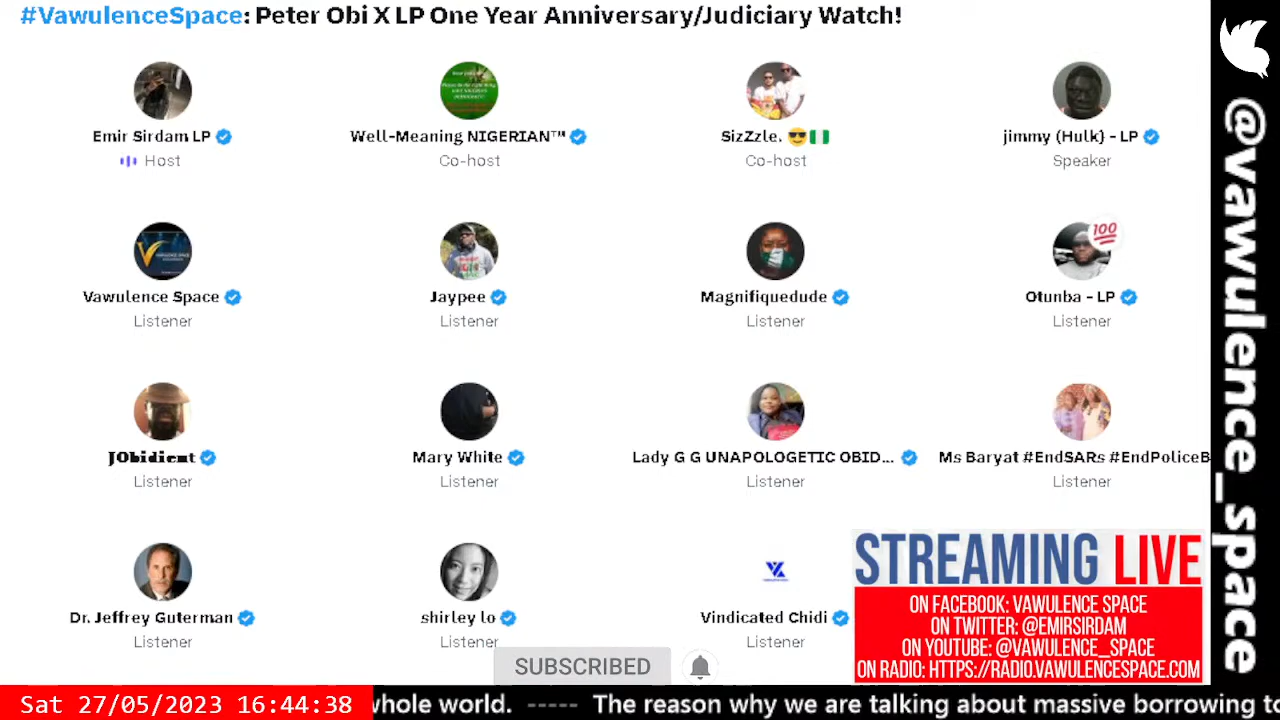 #VawulenceSpace: Peter Obi X LP One Year Anniversary/Judiciary Watch!
Emir Sirdam LP
Host
Well-Meaning NIGERIAN™
Co-host
SizZzle. 😎🇳🇬
Co-host
jimmy (Hulk) - LP
Speaker
Vawulence Space
Listener
Jaypee
Listener
Magnifiquedude
Listener
100
Otunba - LP
Listener
JObidient
Listener
Mary White
Listener
Lady G G UNAPOLOGETIC OBID...
Listener
Ms Baryat #EndSARs #EndPoliceB
Listener
Dr. Jeffrey Guterman
Listener
shirley lo
Listener
Vindicated Chidi
Listener
STREAMING LIVE
ON FACEBOOK: VAWULENCE SPACE
ON TWITTER: @EMIRSIRDAM
ON YOUTUBE: @VAWULENCE_SPACE
ON RADIO: HTTPS://RADIO.VAWULENCESPACE.COM
SUBSCRIBED
@vawulence_space
Sat 27/05/2023 16:44:38
whole world. ----- The reason why we are talking about massive borrowing to